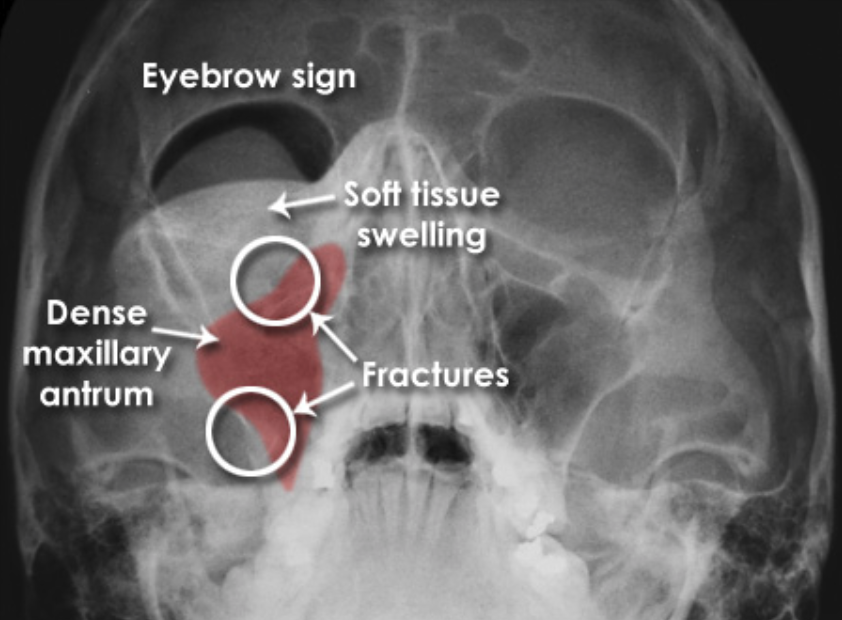 Eyebrow sign
Soft tissue
swelling
Dense
maxillary
antrum
Fractures